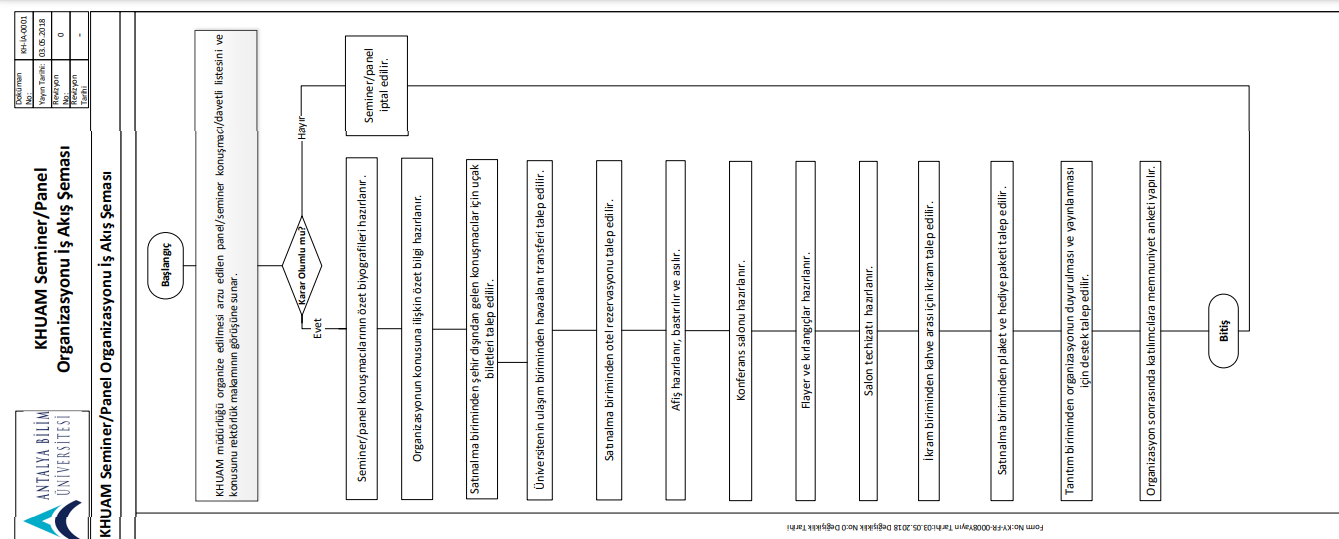 ANTALYA BİLİM
ÜNİVERSİTESİ
KHUAM Seminer/Panel
Organizasyonu İş Akış Şeması
Doküman No: KH-İA-0001
Yayın Tarihi: 03.05.2018
Revizyon No: 0
Revizyon Tarihi -
KHUAM Seminer/Panel Organizasyonu İş Akış Şeması
Başlangıç
KHUAM müdürlüğü organize edilmesi arzu edilen panel/seminer konuşmacı/davetli listesini ve
konusunu rektörlük makamının görüşüne sunar.
Karar Olumlu mu?
Hayır
Seminer/panel
iptal edilir.
Evet
Seminer/panel konuşmacılarının özet biyografileri hazırlanır.
Organizasyonun konusuna ilişkin özet bilgi hazırlanır.
Satınalma biriminden şehir dışından gelen konuşmacılar için uçak
biletleri talep edilir.
Üniversitenin ulaşım biriminden havaalanı transferi talep edilir.
Satınalma biriminden otel rezervasyonu talep edilir.
Afiş hazırlanır, bastırılır ve asılır.
Konferans salonu hazırlanır.
Flayer ve kırlangıçlar hazırlanır.
Salon techizatı hazırlanır.
İkram biriminden kahve arası için ikram talep edilir.
Satınalma biriminden plaket ve hediye paketi talep edilir.
Tanıtım biriminden organizasyonun duyurulması ve yayınlanması
için destek talep edilir.
Organizasyon sonrasında katılımcılara memnuniyet anketi yapılır.
Bitiş
Form No:KY-FR-0008Yayın Tarihi:03.05.2018 Değişiklik No:0 Değişiklik Tarihi